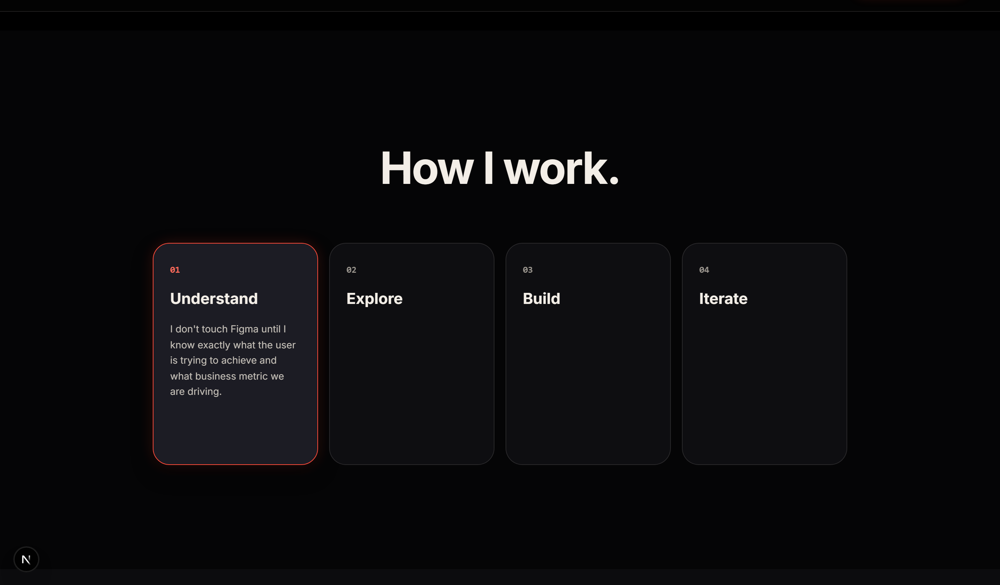 How I work.
01
Understand
I don't touch Figma until I
know exactly what the user
is trying to achieve and
what business metric we
are driving.
02
Explore
03
Build
04
Iterate
N